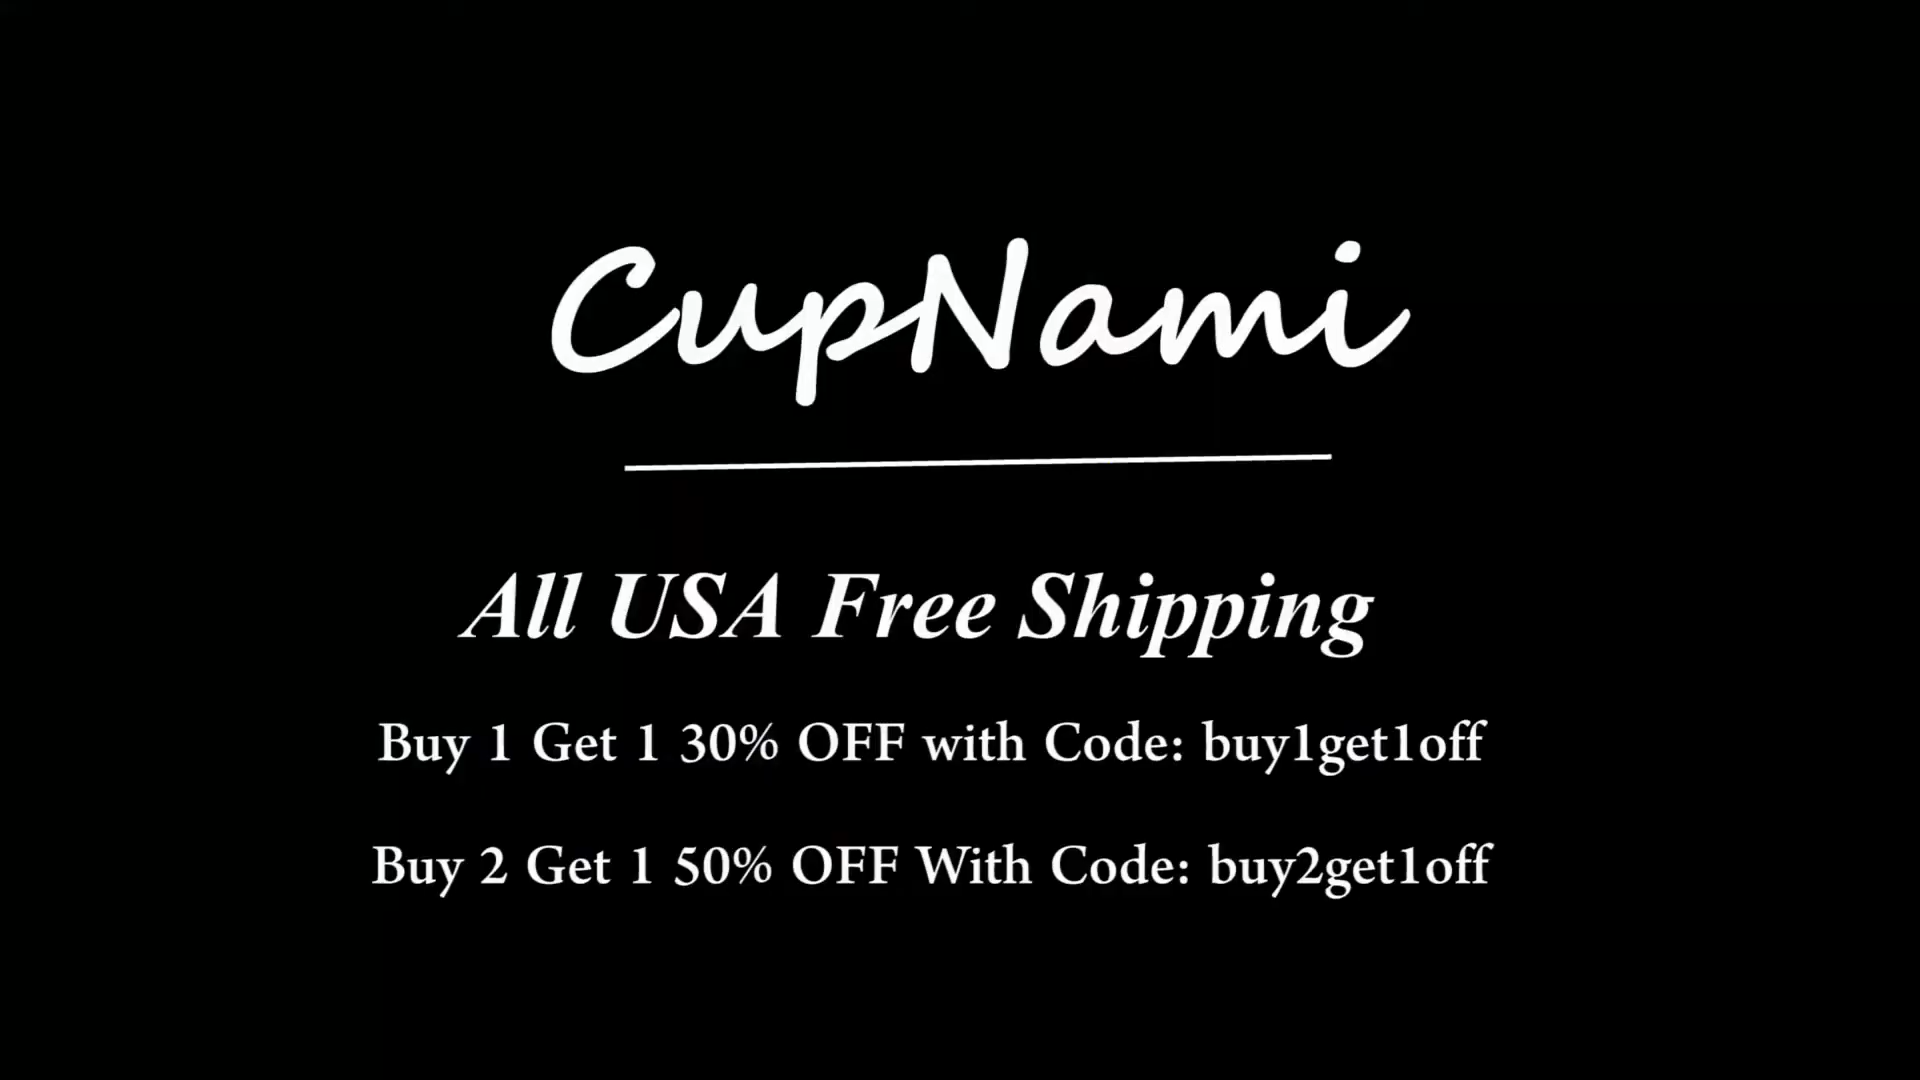 CupNami
All USA Free Shipping
Buy 1 Get 1 30% OFF with Code: buy1get1off
Buy 2 Get 1 50% OFF With Code: buy2get1off